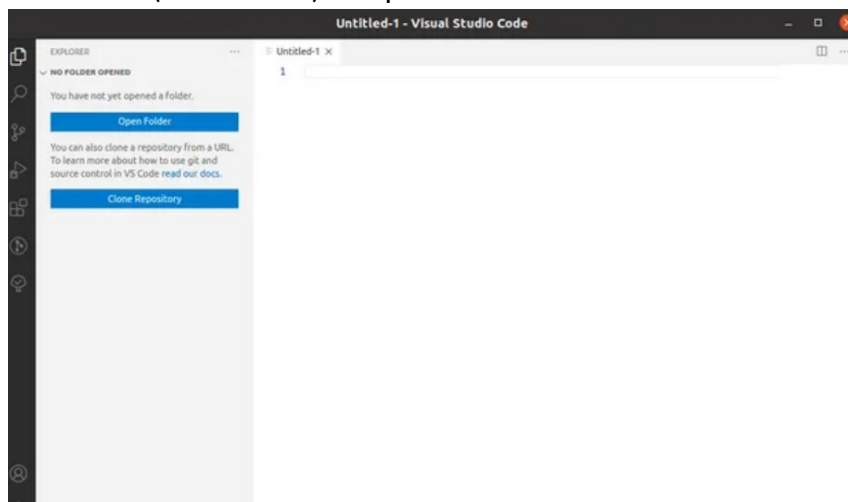 Untitled-1 - Visual Studio Code
EXPLORER
Untitled-1
NO FOLDER OPENED
1
You have not yet opened a folder.
Open Folder
You can also clone a repository from a URL.
To learn more about how to use git and
source control in VS Code read our docs.
Clone Repository